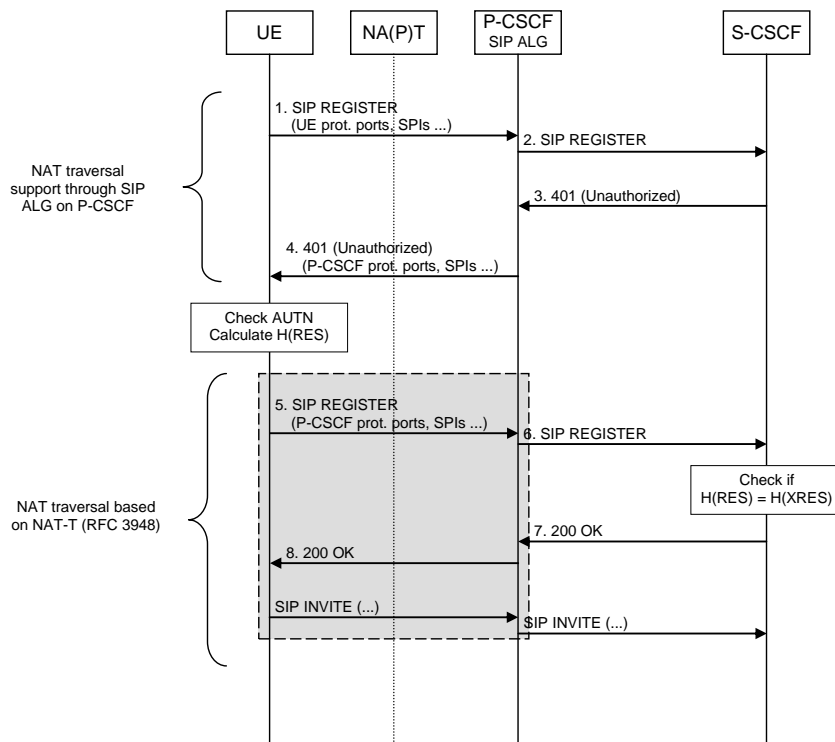 UE
NA(P)T
P-CSCF
SIP ALG
S-CSCF
1. SIP REGISTER
(UE prot. ports, SPIs ...)
2. SIP REGISTER
NAT traversal
support through SIP
ALG on P-CSCF
3. 401 (Unauthorized)
4. 401 (Unauthorized)
(P-CSCF prot. ports, SPIs ...)
Check AUTN
Calculate H(RES)
5. SIP REGISTER
(P-CSCF prot. ports, SPIs ...)
6. SIP REGISTER
Check if
H(RES) = H(XRES)
NAT traversal based
on NAT-T (RFC 3948)
7. 200 OK
8. 200 OK
SIP INVITE (...)
SIP INVITE (...)